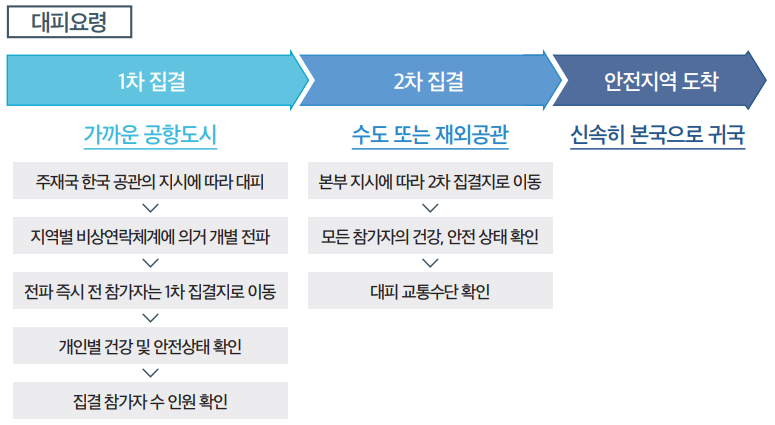 대피요령
1차 집결
2차 집결
안전지역 도착
가까운 공항도시
수도 또는 재외공관
신속히 본국으로 귀국
주재국 한국 공관의 지시에 따라 대피
지역별 비상연락체계에 의거 개별 전파
전파 즉시 전 참가자는 1차 집결지로 이동
개인별 건강 및 안전상태 확인
집결 참가자 수 인원 확인
본부 지시에 따라 2차 집결지로 이동
모든 참가자의 건강, 안전 상태 확인
대피 교통수단 확인